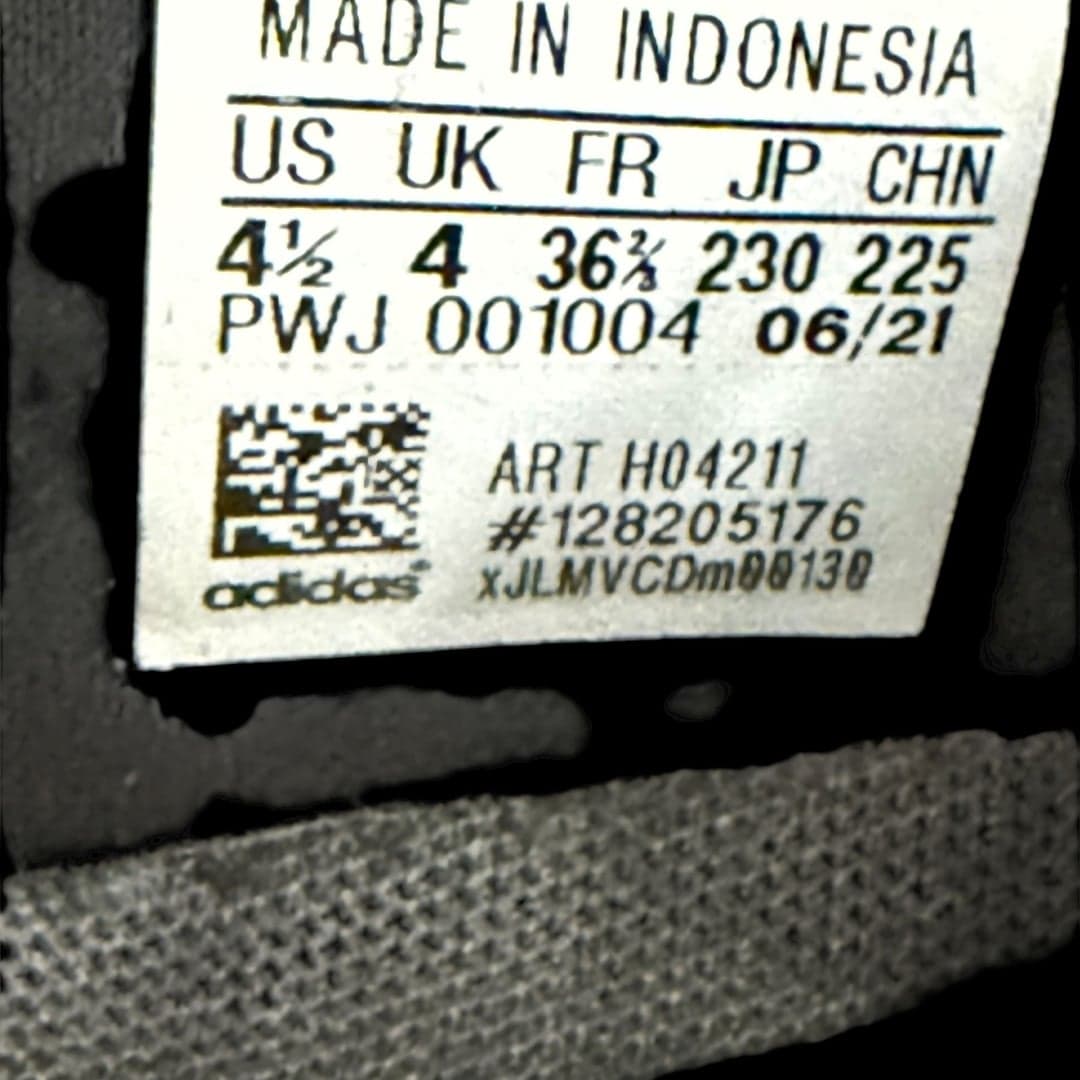 MADE IN INDONESIA
US UK FR JP CHN
4½ 4 36⅔ 230 225
PWJ 001004 06/21
ART H04211
#128205176
xJLMVCDm00130
adidas